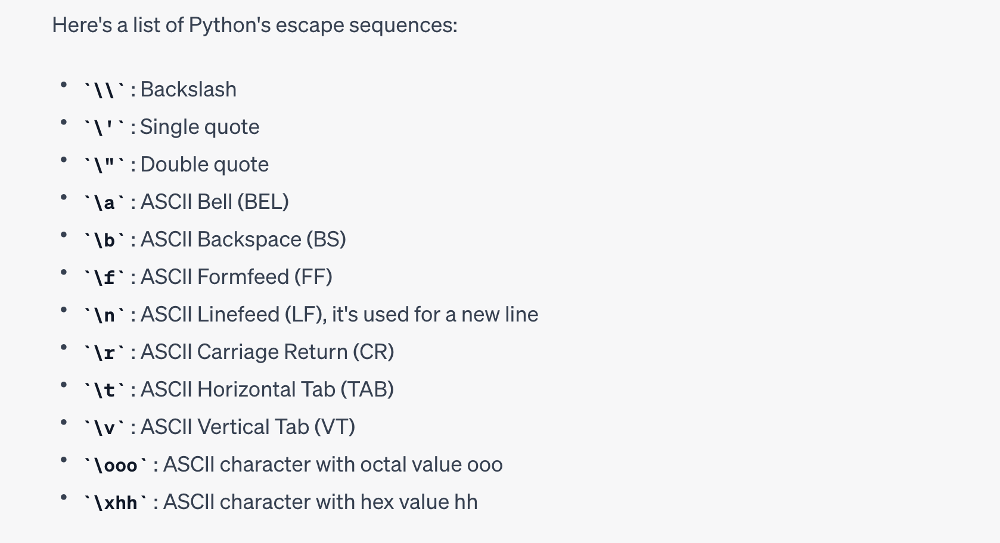 Here's a list of Python's escape sequences:
• `\\` : Backslash
• `\'` : Single quote
• `\"` : Double quote
• `\a` : ASCII Bell (BEL)
• `\b` : ASCII Backspace (BS)
• `\f` : ASCII Formfeed (FF)
• `\n` : ASCII Linefeed (LF), it's used for a new line
• `\r` : ASCII Carriage Return (CR)
• `\t` : ASCII Horizontal Tab (TAB)
• `\v` : ASCII Vertical Tab (VT)
• `\ooo` : ASCII character with octal value ooo
• `\xhh` : ASCII character with hex value hh